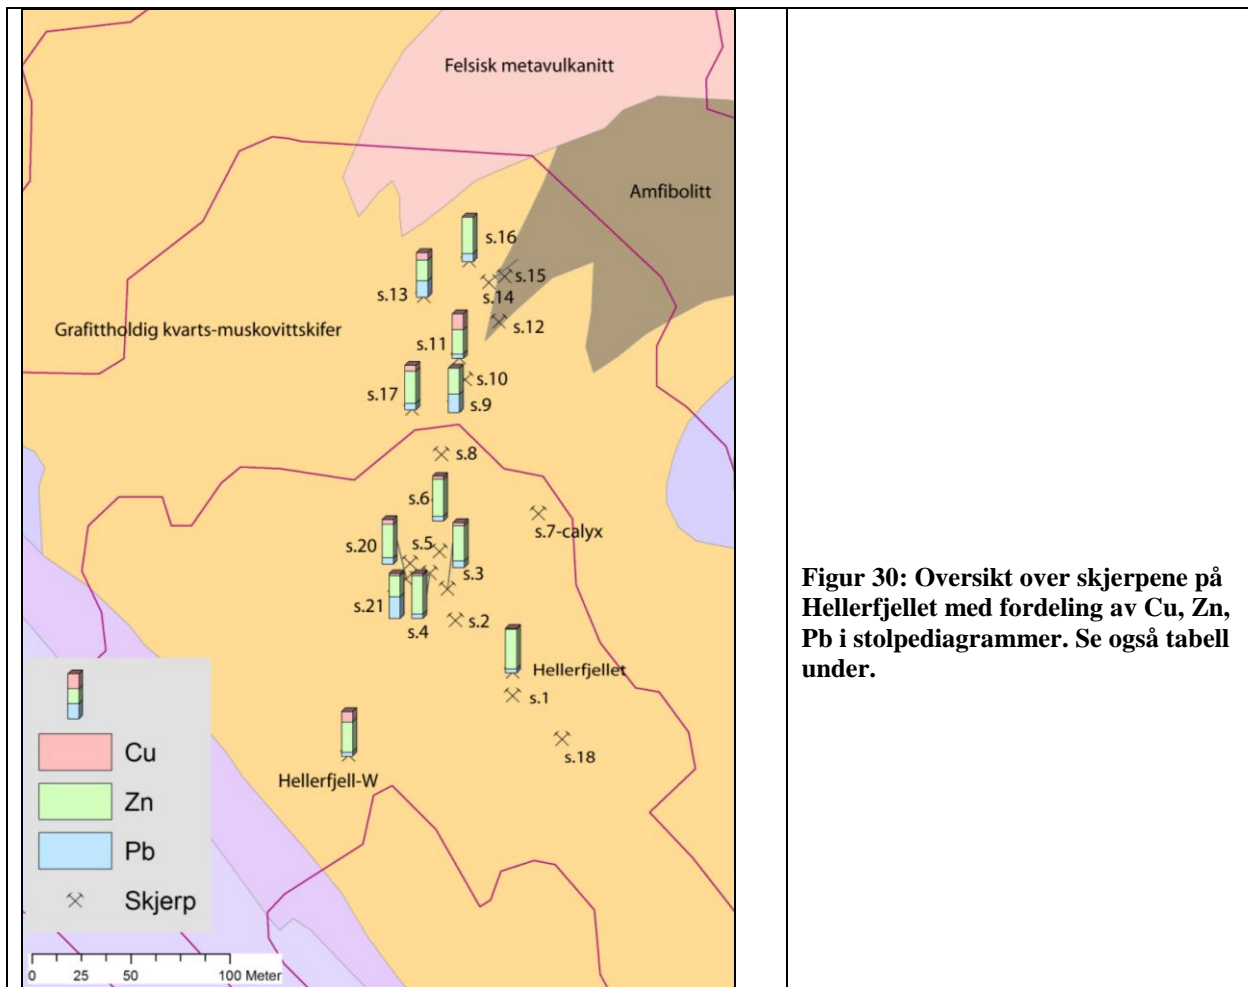 Felsisk metavulkanitt
Amfibolitt
s.16
s.15
s.13
s.14
Grafittholdig kvarts-muskovittskifer
s.12
s.11
s.10
s.17
s.9
s.8
s.6
s.7-calyx
s.20
s.5
s.3
s.21
s.4
s.2
Hellerfjellet
s.1
s.18
Hellerfjell-W
Cu
Zn
Pb
Skjerp
0 25 50 100 Meter
Figur 30: Oversikt over skjerpene på
Hellerfjellet med fordeling av Cu, Zn,
Pb i stolpediagrammer. Se også tabell
under.